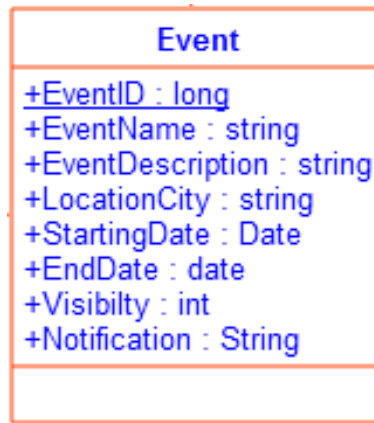 Event
+EventID : long
+EventName : string
+EventDescription : string
+LocationCity : string
+StartingDate : Date
+EndDate : date
+Visibilty : int
+Notification : String